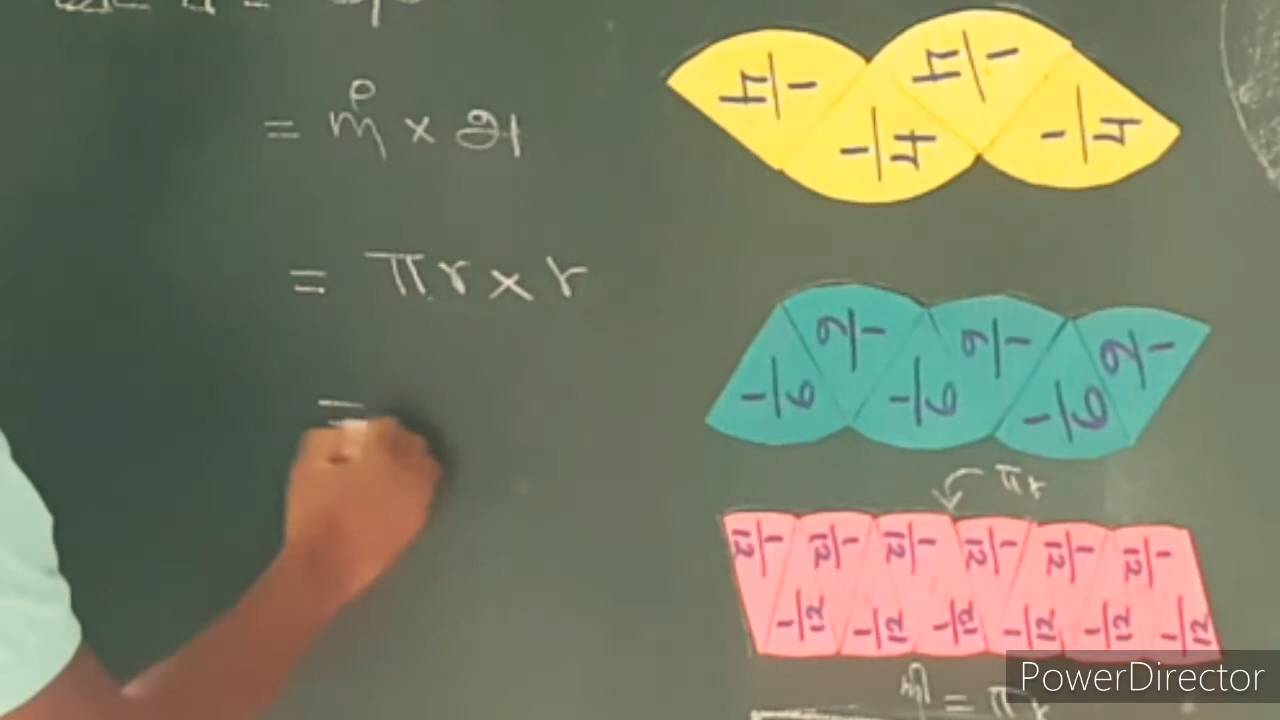 = πr × r
=
1/4 1/4 1/4 1/4
1/6 1/6 1/6 1/6 1/6 1/6
πr
1/12 1/12 1/12 1/12 1/12 1/12
1/12 1/12 1/12 1/12 1/12 1/12
= πr
PowerDirector